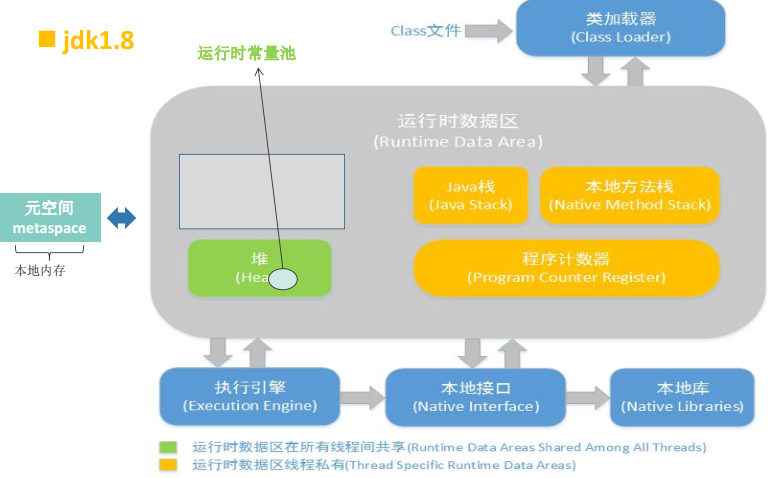 jdk1.8
Class文件
类加载器
(Class Loader)
运行时常量池
运行时数据区
(Runtime Data Area)
Java栈
(Java Stack)
本地方法栈
(Native Method Stack)
元空间
metaspace
本地内存
堆
(Hea
程序计数器
(Program Counter Register)
执行引擎
(Execution Engine)
本地接口
(Native Interface)
本地库
(Native Libraries)
运行时数据区在所有线程间共享(Runtime Data Areas Shared Among All Threads)
运行时数据区线程私有(Thread Specific Runtime Data Areas)